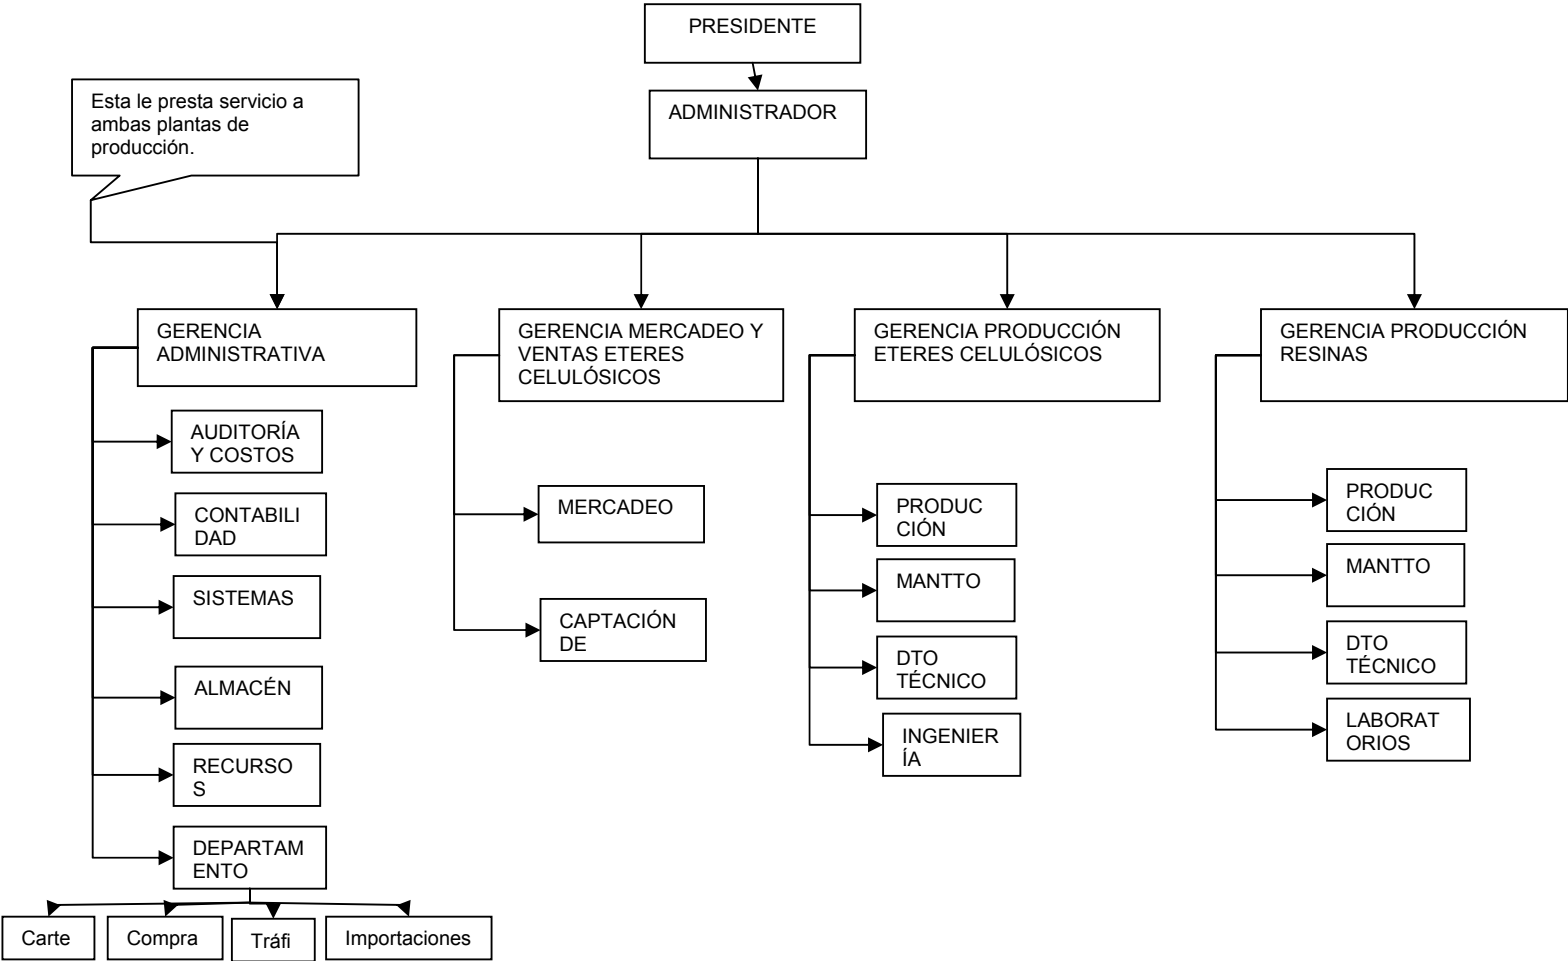 PRESIDENTE
ADMINISTRADOR
Esta le presta servicio a
ambas plantas de
producción.
GERENCIA
ADMINISTRATIVA
AUDITORÍA
Y COSTOS
CONTABILI
DAD
SISTEMAS
ALMACÉN
RECURSO
S
DEPARTAM
ENTO
Carte
Compra
Tráfi
Importaciones
GERENCIA MERCADEO Y
VENTAS ETERES
CELULÓSICOS
MERCADEO
CAPTACIÓN
DE
GERENCIA PRODUCCIÓN
ETERES CELULÓSICOS
PRODUC
CIÓN
MANTTO
DTO
TÉCNICO
INGENIER
ÍA
GERENCIA PRODUCCIÓN
RESINAS
PRODUC
CIÓN
MANTTO
DTO
TÉCNICO
LABORAT
ORIOS